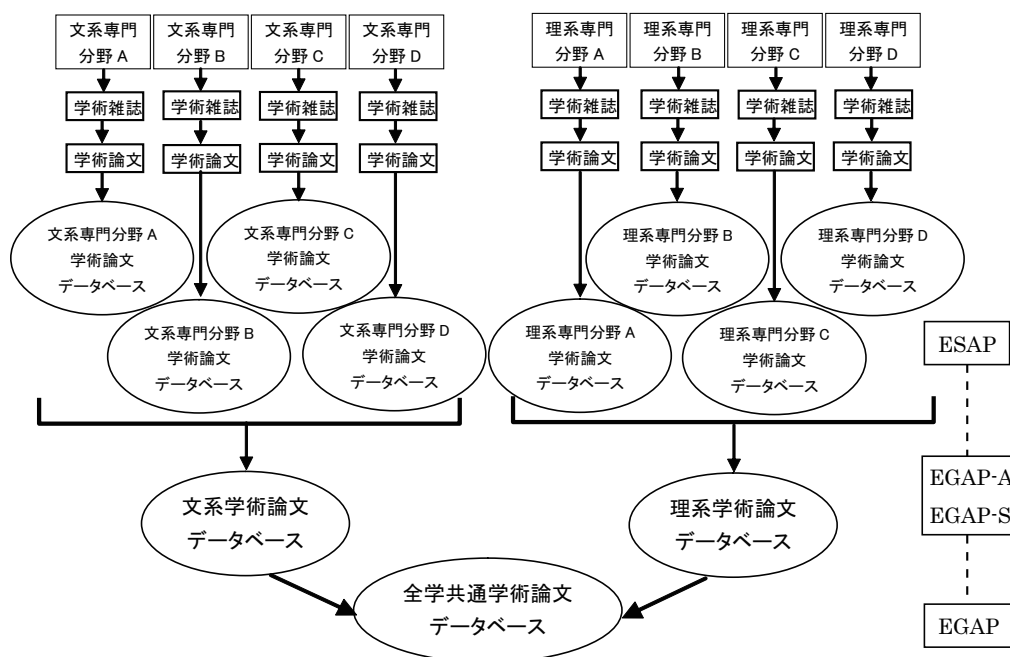 文系専門
分野 A
文系専門
分野 B
文系専門
分野 C
文系専門
分野 D
理系専門
分野 A
理系専門
分野 B
理系専門
分野 C
理系専門
分野 D
学術雑誌
学術雑誌
学術雑誌
学術雑誌
学術雑誌
学術雑誌
学術雑誌
学術雑誌
学術論文
学術論文
学術論文
学術論文
学術論文
学術論文
学術論文
学術論文
文系専門分野 A
学術論文
データベース
文系専門分野 C
学術論文
データベース
理系専門分野 B
学術論文
データベース
理系専門分野 D
学術論文
データベース
文系専門分野 B
学術論文
データベース
文系専門分野 D
学術論文
データベース
理系専門分野 A
学術論文
データベース
理系専門分野 C
学術論文
データベース
ESAP
文系学術論文
データベース
理系学術論文
データベース
EGAP-A
EGAP-S
全学共通学術論文
データベース
EGAP